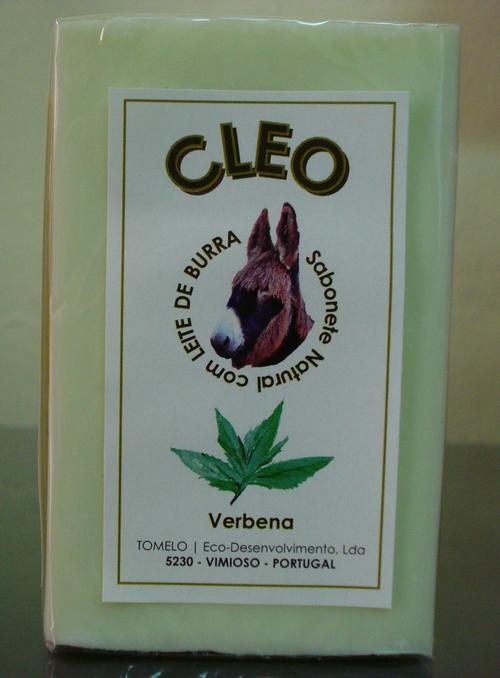 CLEO
Sabonete Natural com LEITE DE BURRA
Verbena
TOMELO | Eco-Desenvolvimento, Lda
5230 - VIMIOSO - PORTUGAL